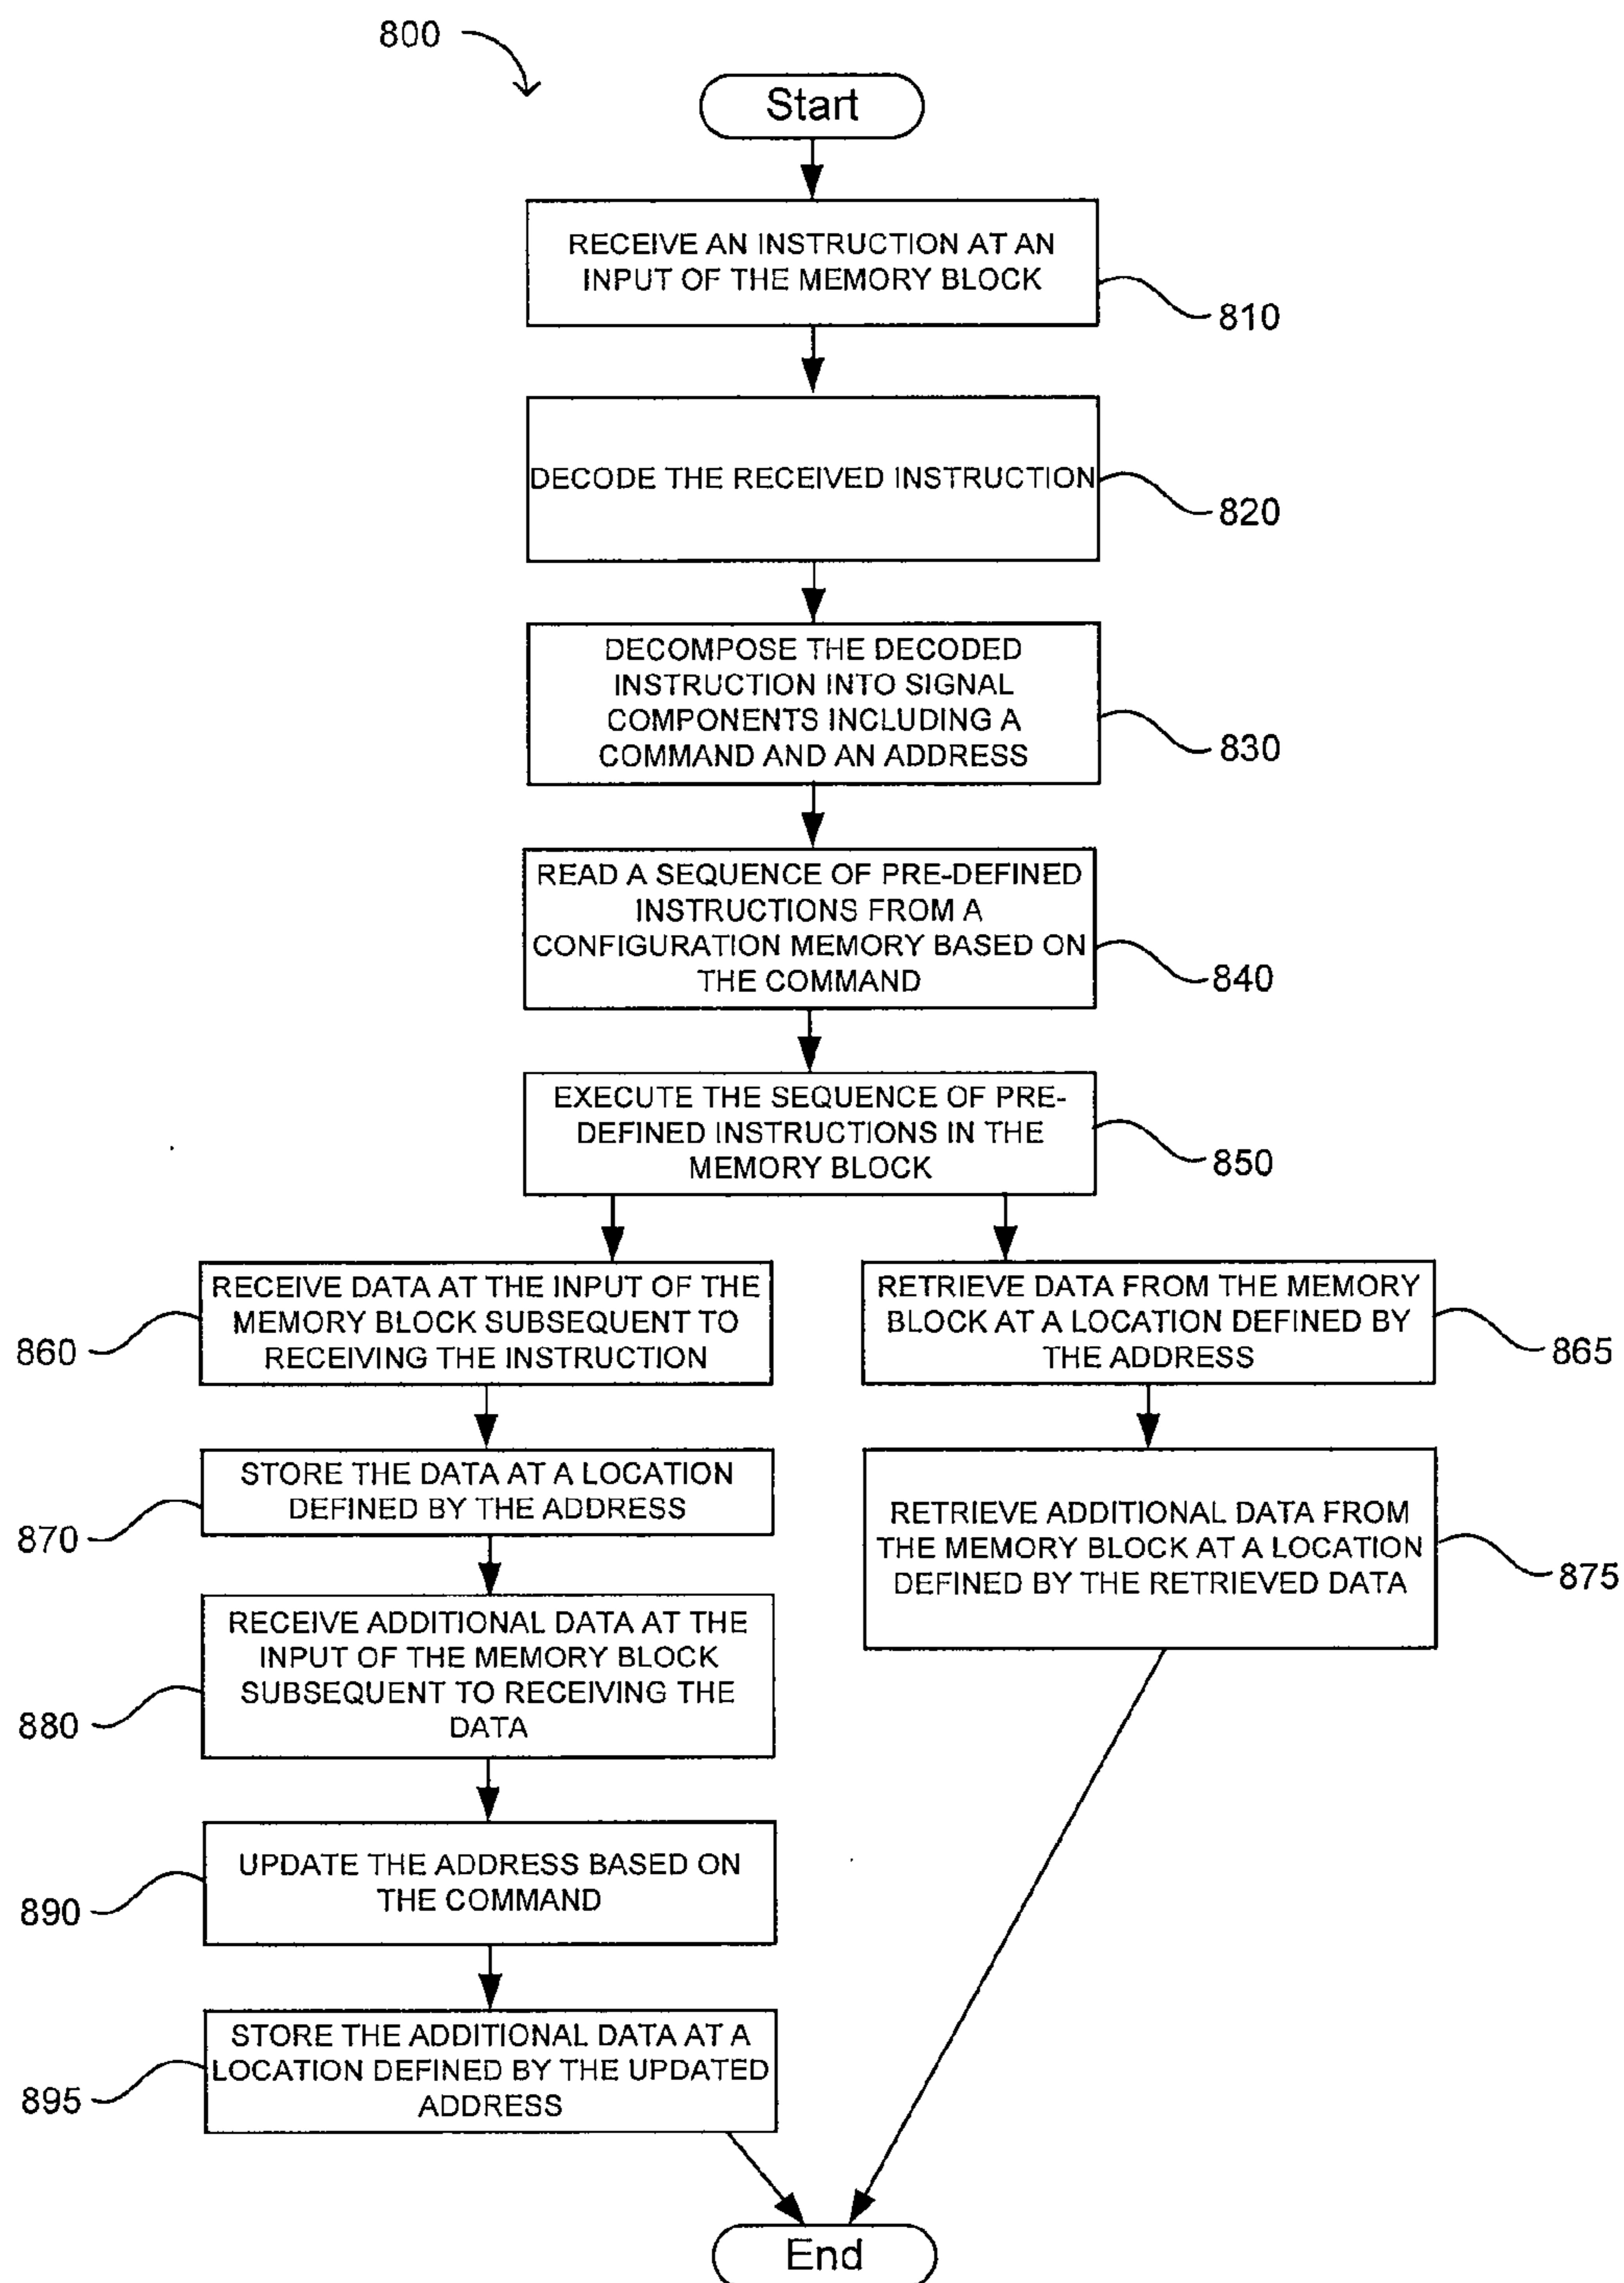 800
Start
RECEIVE AN INSTRUCTION AT AN
INPUT OF THE MEMORY BLOCK
810
DECODE THE RECEIVED INSTRUCTION
820
DECOMPOSE THE DECODED
INSTRUCTION INTO SIGNAL
COMPONENTS INCLUDING A
COMMAND AND AN ADDRESS
830
READ A SEQUENCE OF PRE-DEFINED
INSTRUCTIONS FROM A
CONFIGURATION MEMORY BASED ON
THE COMMAND
840
EXECUTE THE SEQUENCE OF PRE-
DEFINED INSTRUCTIONS IN THE
MEMORY BLOCK
850
RECEIVE DATA AT THE INPUT OF THE
MEMORY BLOCK SUBSEQUENT TO
RECEIVING THE INSTRUCTION
860
RETRIEVE DATA FROM THE MEMORY
BLOCK AT A LOCATION DEFINED BY
THE ADDRESS
865
STORE THE DATA AT A LOCATION
DEFINED BY THE ADDRESS
870
RETRIEVE ADDITIONAL DATA FROM
THE MEMORY BLOCK AT A LOCATION
DEFINED BY THE RETRIEVED DATA
875
RECEIVE ADDITIONAL DATA AT THE
INPUT OF THE MEMORY BLOCK
SUBSEQUENT TO RECEIVING THE
DATA
880
UPDATE THE ADDRESS BASED ON
THE COMMAND
890
STORE THE ADDITIONAL DATA AT A
LOCATION DEFINED BY THE UPDATED
ADDRESS
895
End